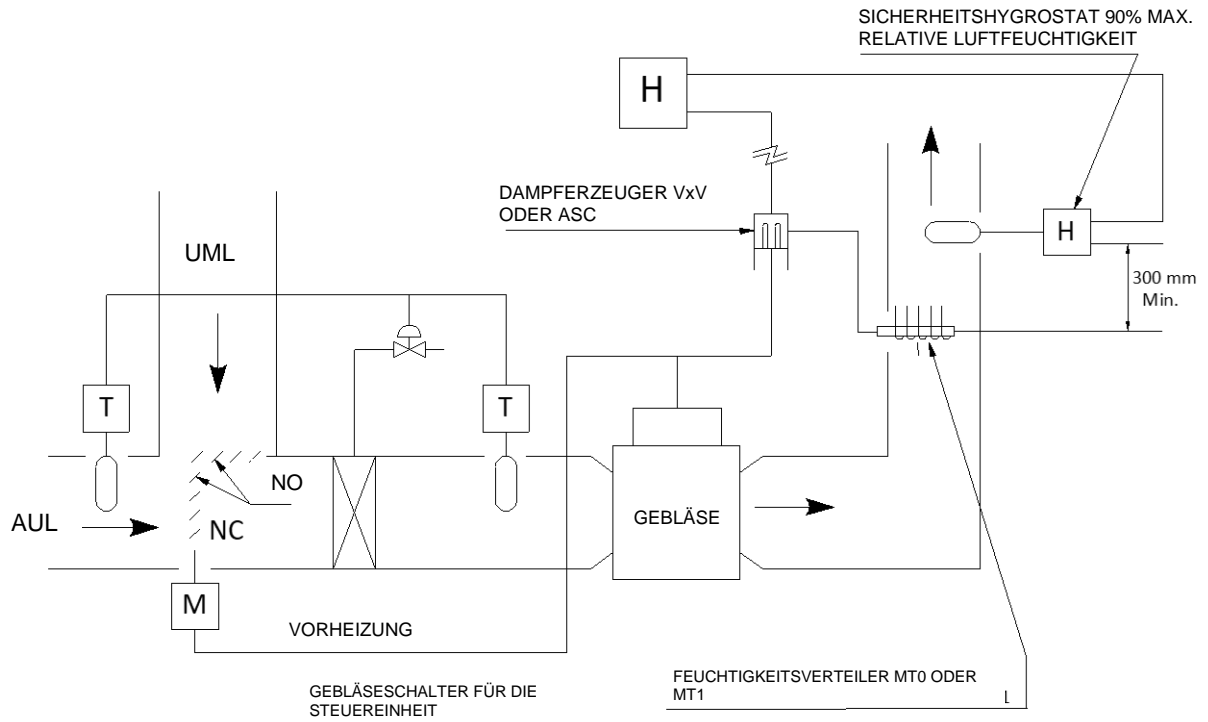 SICHERHEITSHYGROSTAT 90% MAX.
RELATIVE LUFTFEUCHTIGKEIT
H
DAMPFERZEUGER VxV
ODER ASC
UML
H
300 mm
Min.
T
T
NO
AUL
NC
GEBLÄSE
M
VORHEIZUNG
GEBLÄSESCHALTER FÜR DIE
STEUEREINHEIT
FEUCHTIGKEITSVERTEILER MT0 ODER
MT1
L